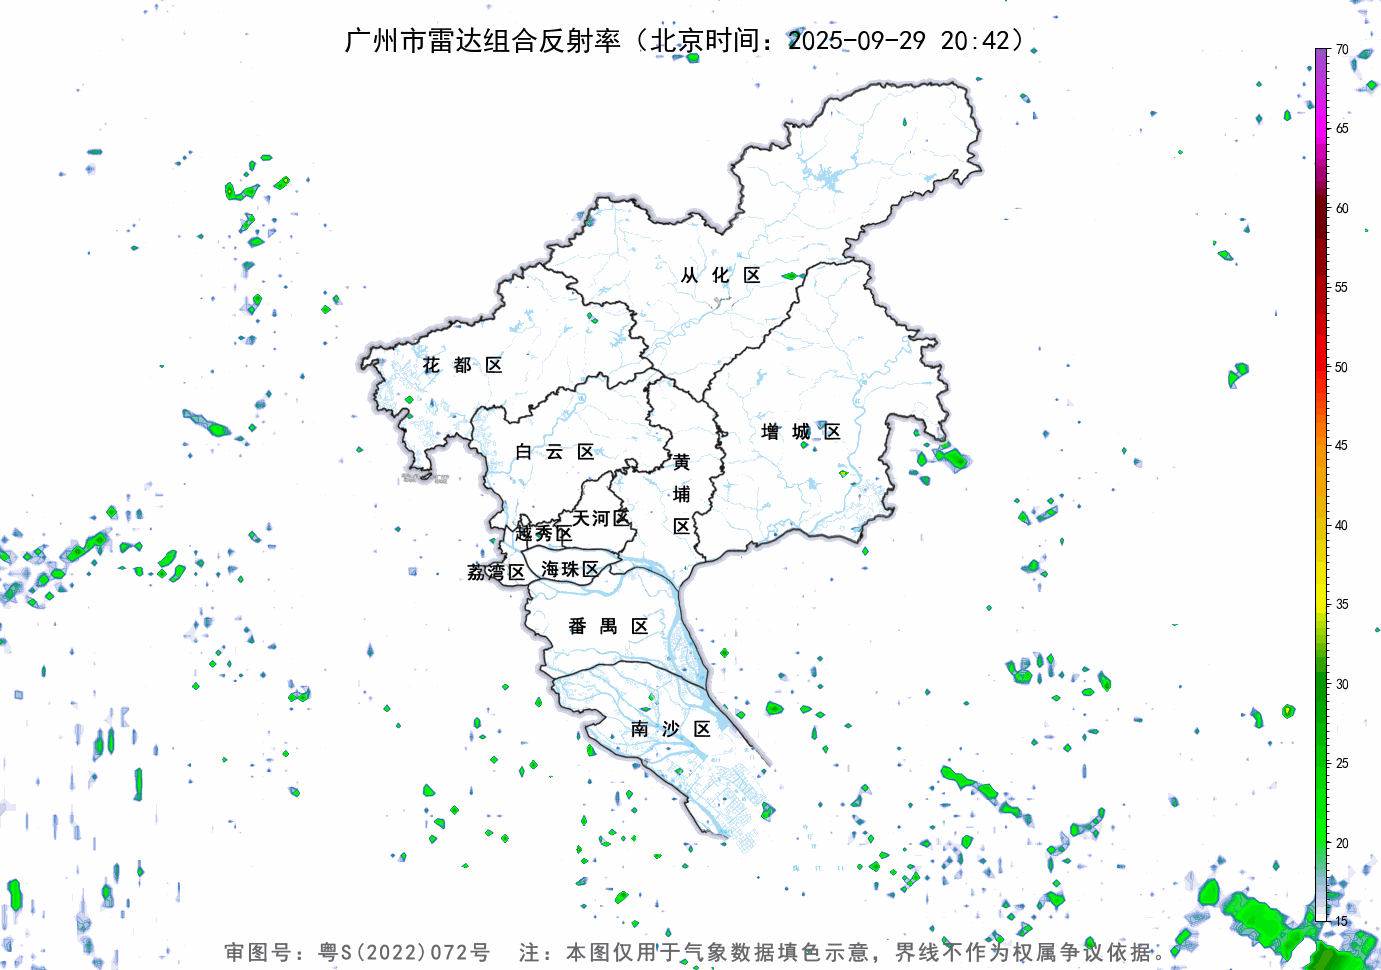 广州市雷达组合反射率（北京时间：2025-09-29 20:42）
70
65
60
55
50
45
40
35
30
25
20
15
从化区
花都区
增城区
白云区
黄埔区
天河区
越秀区
荔湾区
海珠区
番禺区
南沙区
审图号：粤S(2022)072号 注：本图仅用于气象数据填色示意，界线不作为权属争议依据。